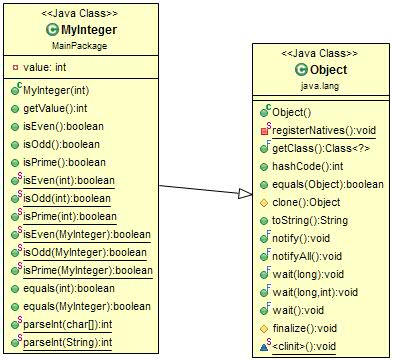 <<Java Class>>
MyInteger
MainPackage
value: int
MyInteger(int)
getValue():int
isEven():boolean
isOdd():boolean
isPrime():boolean
isEven(int):boolean
isOdd(int):boolean
isPrime(int):boolean
isEven(MyInteger):boolean
isOdd(MyInteger):boolean
isPrime(MyInteger):boolean
equals(int):boolean
equals(MyInteger):boolean
parseInt(char[]):int
parseInt(String):int
<<Java Class>>
Object
java.lang
Object()
registerNatives():void
getClass():Class<?>
hashCode():int
equals(Object):boolean
clone():Object
toString():String
notify():void
notifyAll():void
wait(long):void
wait(long,int):void
wait():void
finalize():void
<clinit>():void